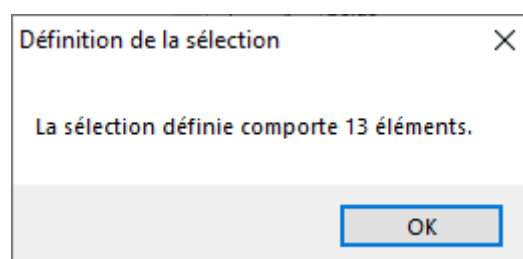 Définition de la sélection
La sélection définie comporte 13 éléments.
OK